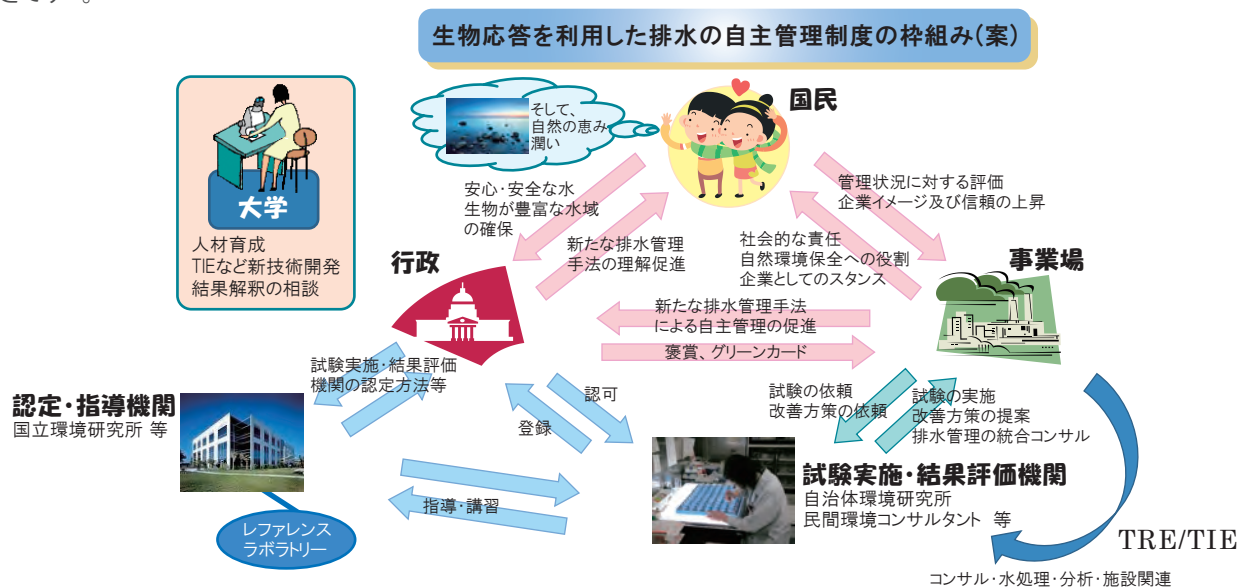 とです。
生物応答を利用した排水の自主管理制度の枠組み(案)
国民
そして、
自然の恵み
潤い
大学
人材育成
TIEなど新技術開発
結果解釈の相談
安心・安全な水
生物が豊富な水域
の確保
新たな排水管理
手法の理解促進
管理状況に対する評価
企業イメージ及び信頼の上昇
社会的な責任
自然環境保全への役割
企業としてのスタンス
行政
事業場
新たな排水管理手法
による自主管理の促進
褒賞、グリーンカード
試験実施・結果評価
機関の認定方法等
認可
登録
試験の依頼
改善方策の依頼
試験の実施
改善方策の提案
排水管理の統合コンサル
認定・指導機関
国立環境研究所 等
指導・講習
レファレンス
ラボラトリー
試験実施・結果評価機関
自治体環境研究所
民間環境コンサルタント 等
TRE/TIE
コンサル・水処理・分析・施設関連